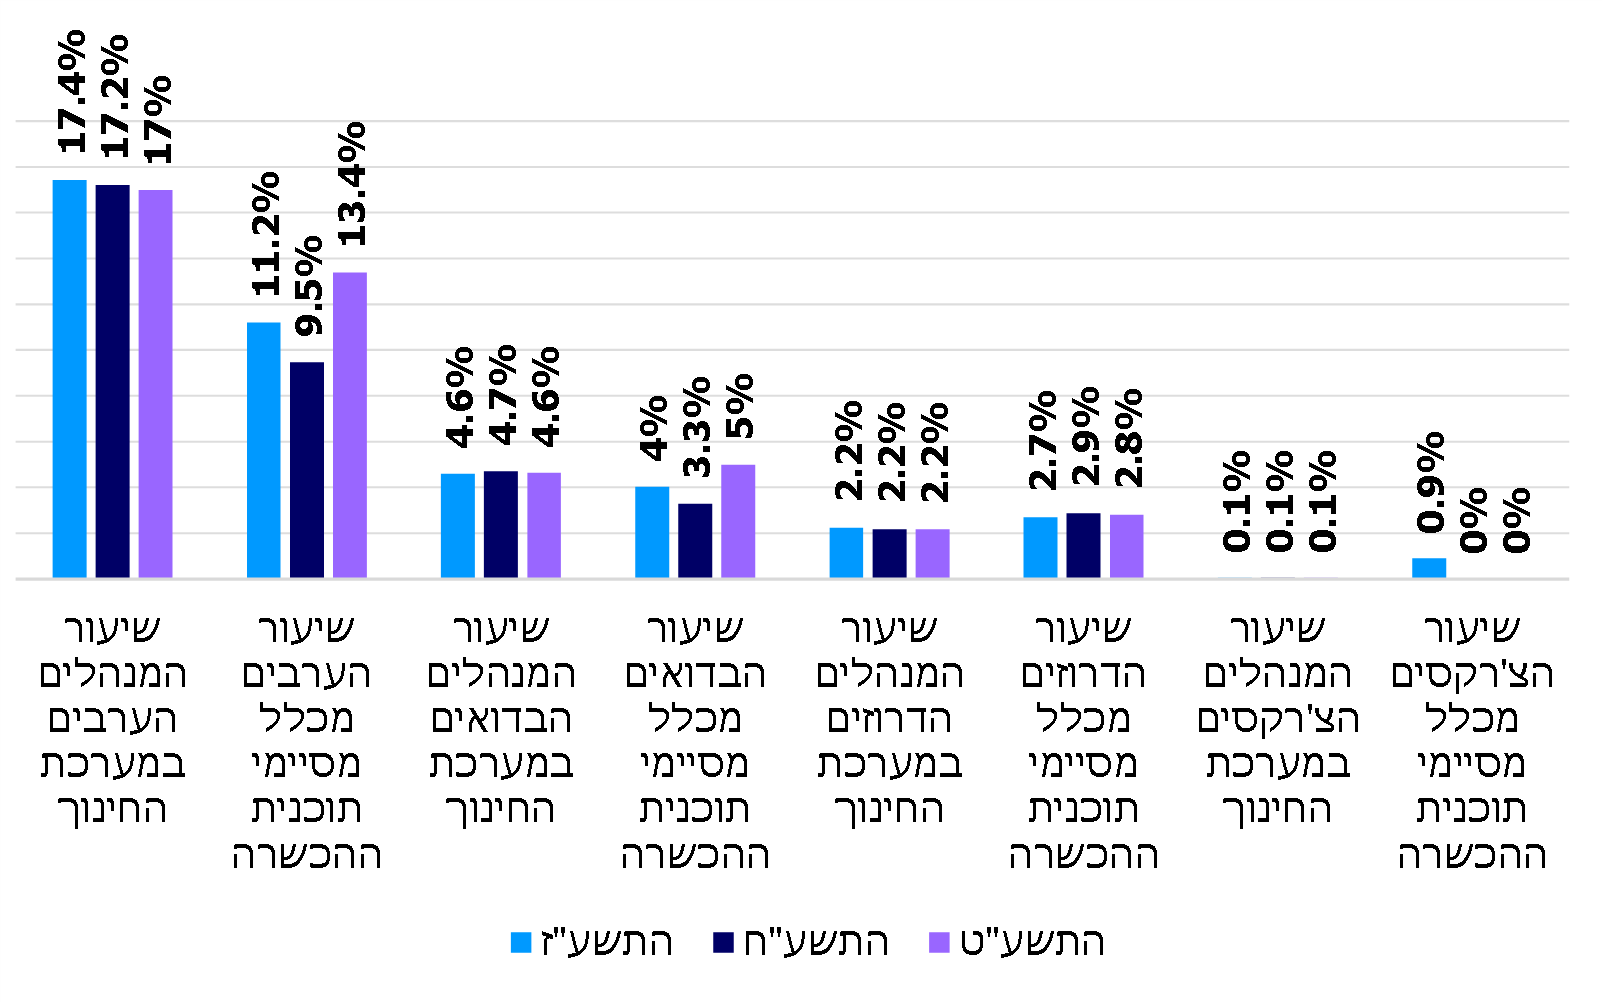 17.4%
17.2%
17%
11.2%
9.5%
13.4%
4.6%
4.7%
4.6%
4%
3.3%
5%
2.2%
2.2%
2.2%
2.7%
2.9%
2.8%
0.1%
0.1%
0.1%
0.9%
0%
0%
שיעור
המנהלים
הערבים
במערכת
החינוך
שיעור
הערבים
מכלל
מסיימי
תוכנית
ההכשרה
שיעור
המנהלים
הבדואים
במערכת
החינוך
שיעור
הבדואים
מכלל
מסיימי
תוכנית
ההכשרה
שיעור
המנהלים
הדרוזים
במערכת
החינוך
שיעור
הדרוזים
מכלל
מסיימי
תוכנית
ההכשרה
שיעור
המנהלים
הצ'רקסים
במערכת
החינוך
שיעור
הצ'רקסים
מכלל
מסיימי
תוכנית
ההכשרה
התשע"ז
התשע"ח
התשע"ט